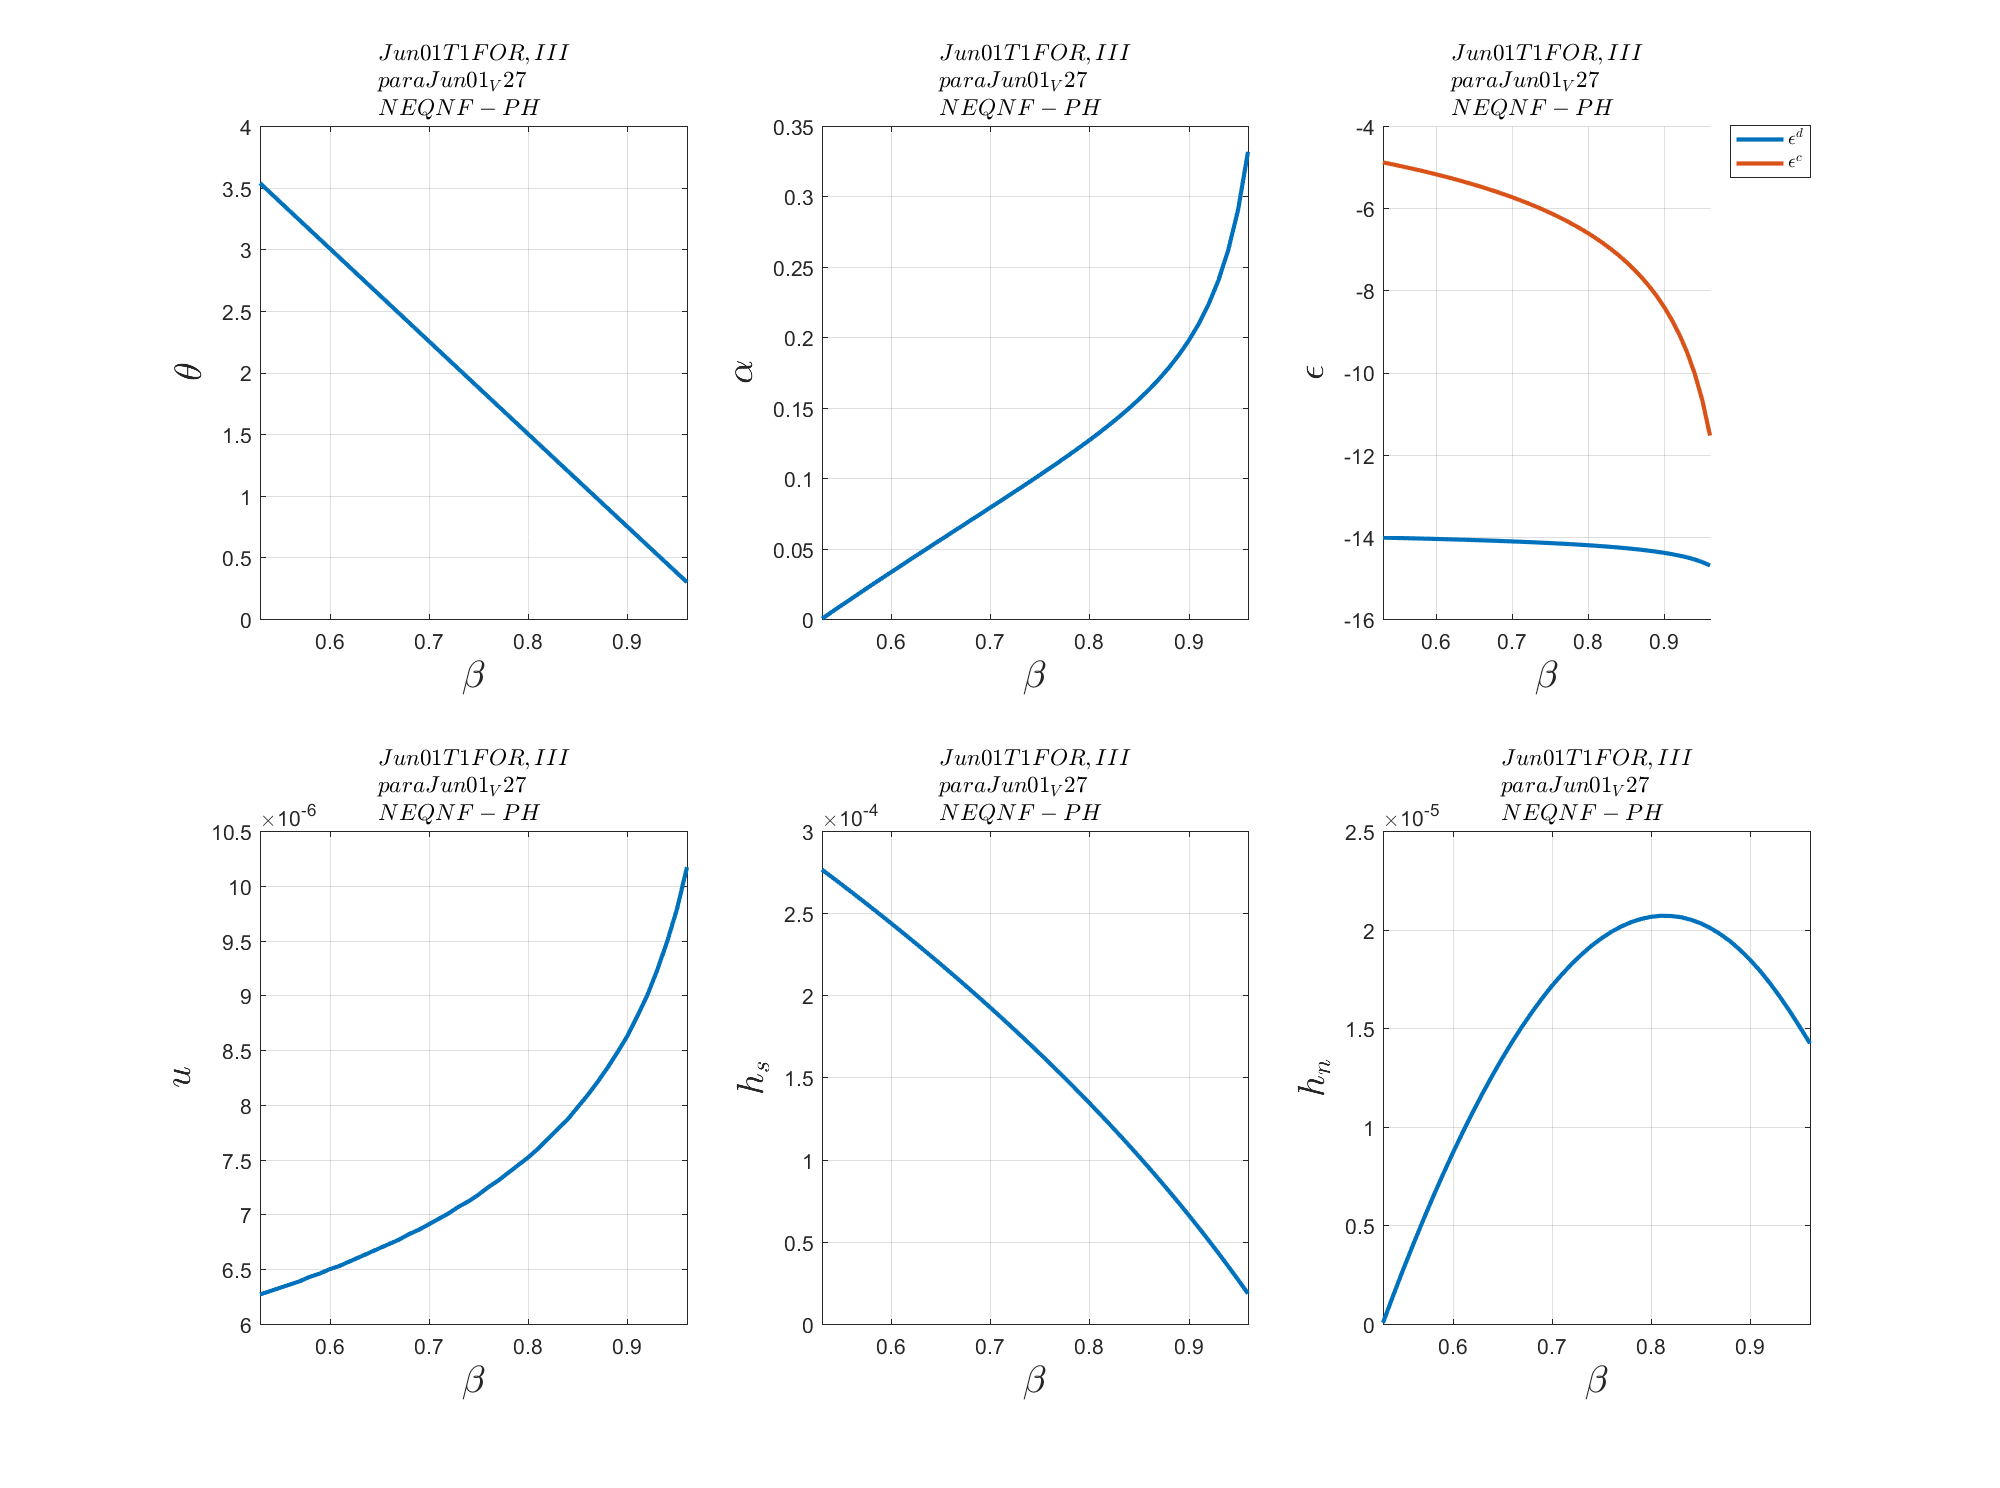 Jun01T1FOR, III
paraJun01_V27
NEQNF − PH
4
3.5
3
2.5
2
1.5
1
0.5
0
θ
0.6 0.7 0.8 0.9
β
Jun01T1FOR, III
paraJun01_V27
NEQNF − PH
0.35
0.3
0.25
0.2
0.15
0.1
0.05
0
α
0.6 0.7 0.8 0.9
β
Jun01T1FOR, III
paraJun01_V27
NEQNF − PH
-4
-6
-8
-10
-12
-14
-16
ϵ
0.6 0.7 0.8 0.9
β
ϵ^d
ϵ^c
Jun01T1FOR, III
paraJun01_V27
NEQNF − PH
×10^-6
10.5
10
9.5
9
8.5
8
7.5
7
6.5
6
u
0.6 0.7 0.8 0.9
β
Jun01T1FOR, III
paraJun01_V27
NEQNF − PH
×10^-4
3
2.5
2
1.5
1
0.5
0
h_s
0.6 0.7 0.8 0.9
β
Jun01T1FOR, III
paraJun01_V27
NEQNF − PH
×10^-5
2.5
2
1.5
1
0.5
0
h_n
0.6 0.7 0.8 0.9
β